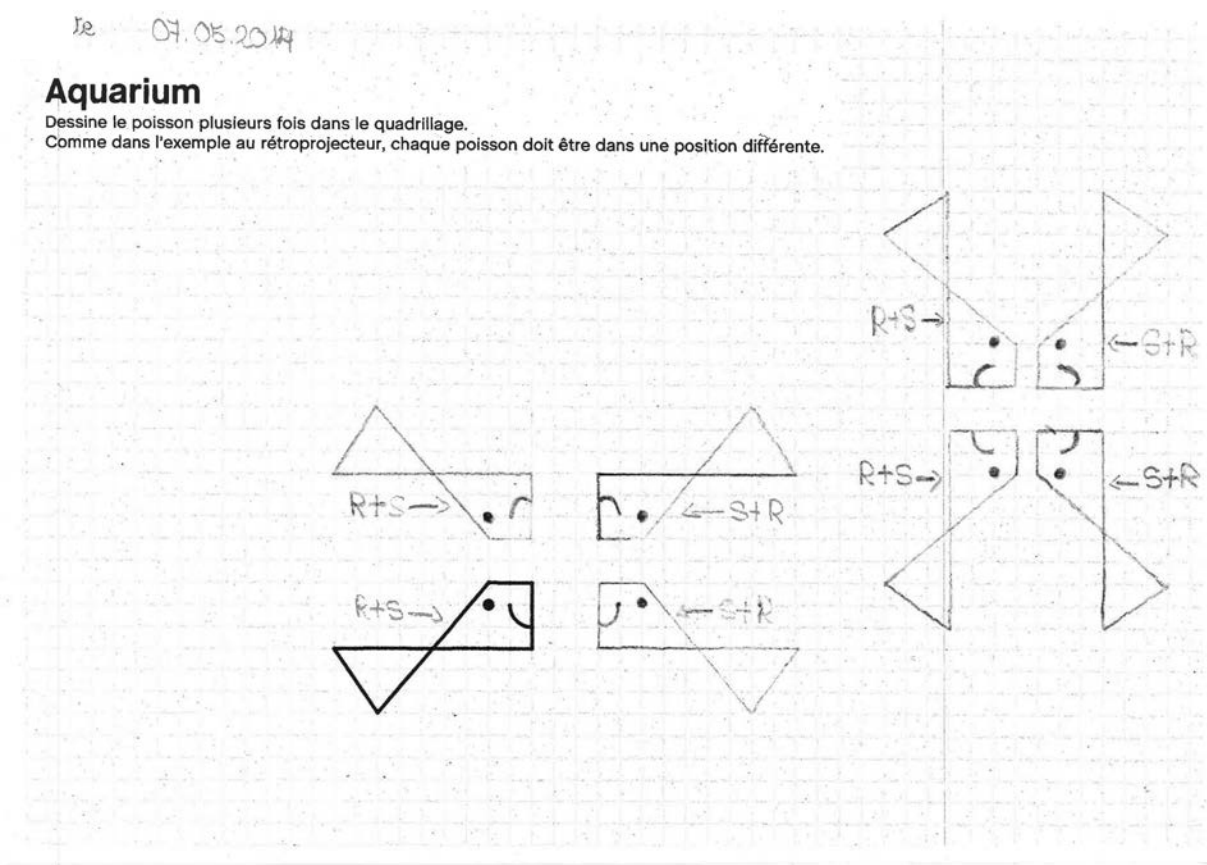 le 07.05.2014
Aquarium
Dessine le poisson plusieurs fois dans le quadrillage.
Comme dans l'exemple au rétroprojecteur, chaque poisson doit être dans une position différente.
R+S→
←S+R
R+S→
←S+R
R+S→
←S+R
R+S→
←S+R